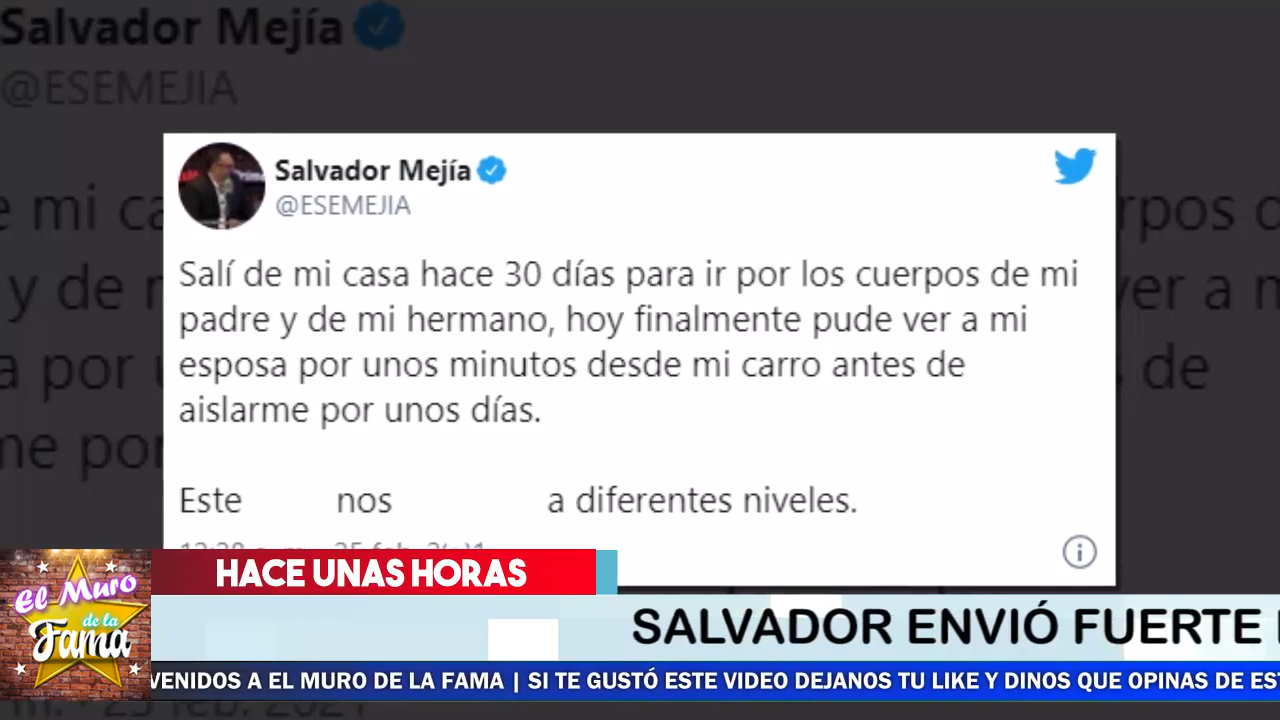 Salvador Mejía
@ESEMEJIA
Salvador Mejía
@ESEMEJIA
Salí de mi casa hace 30 días para ir por los cuerpos de mi
padre y de mi hermano, hoy finalmente pude ver a mi
esposa por unos minutos desde mi carro antes de
aislarme por unos días.
Este nos a diferentes niveles.
HACE UNAS HORAS
El Muro
de la
Fama
SALVADOR ENVIÓ FUERTE
VENIDOS A EL MURO DE LA FAMA | SI TE GUSTÓ ESTE VIDEO DEJANOS TU LIKE Y DINOS QUE OPINAS DE EST